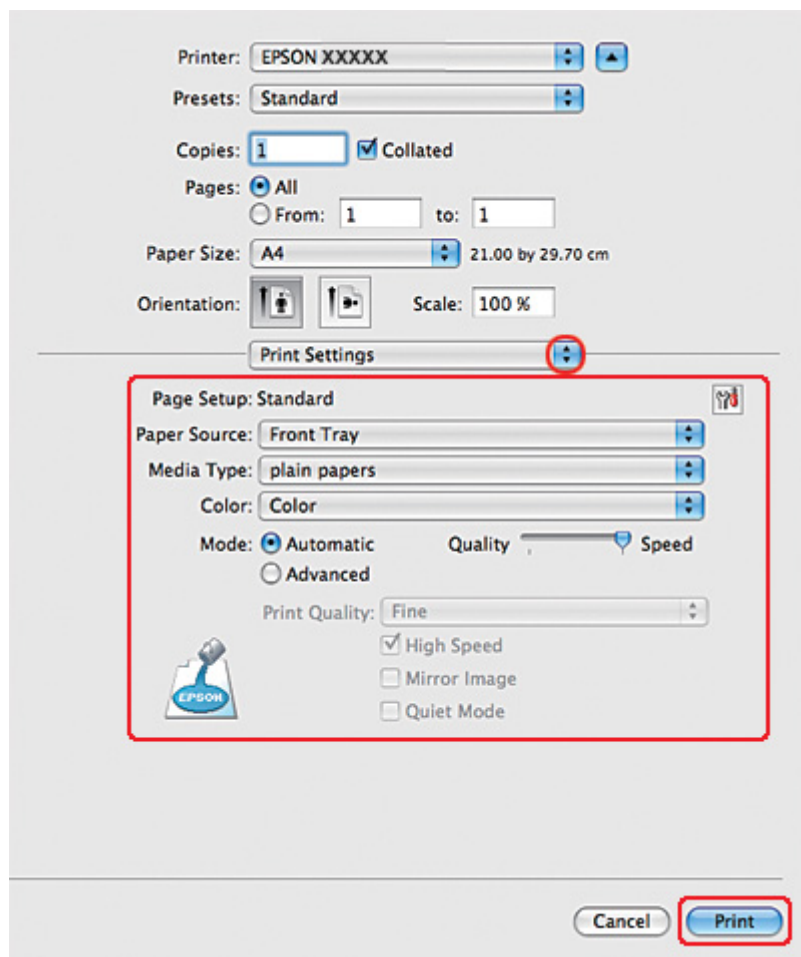 Printer: EPSON XXXXX
Presets: Standard
Copies: 1 Collated
Pages: All
From: 1 to: 1
Paper Size: A4 21.00 by 29.70 cm
Orientation: Scale: 100 %
Print Settings
Page Setup: Standard
Paper Source: Front Tray
Media Type: plain papers
Color: Color
Mode: Automatic Quality Speed
Advanced
Print Quality: Fine
High Speed
Mirror Image
EPSON
Quiet Mode
Cancel Print